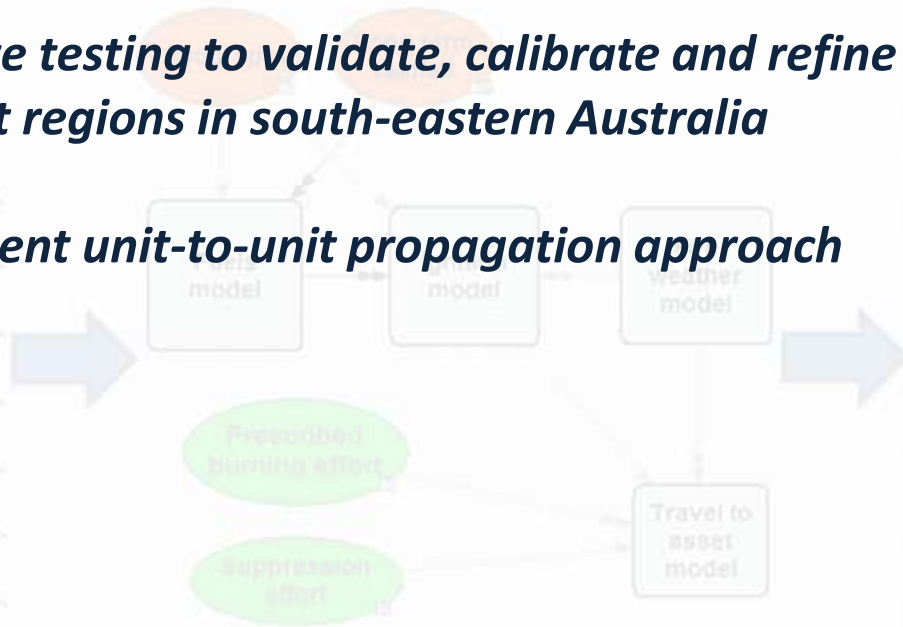 e testing to validate, calibrate and refine
t regions in south-eastern Australia
ent unit-to-unit propagation approach
model
model
weather
model
Prescribed
burning effort
Travel to
asset
model
Suppression
effort